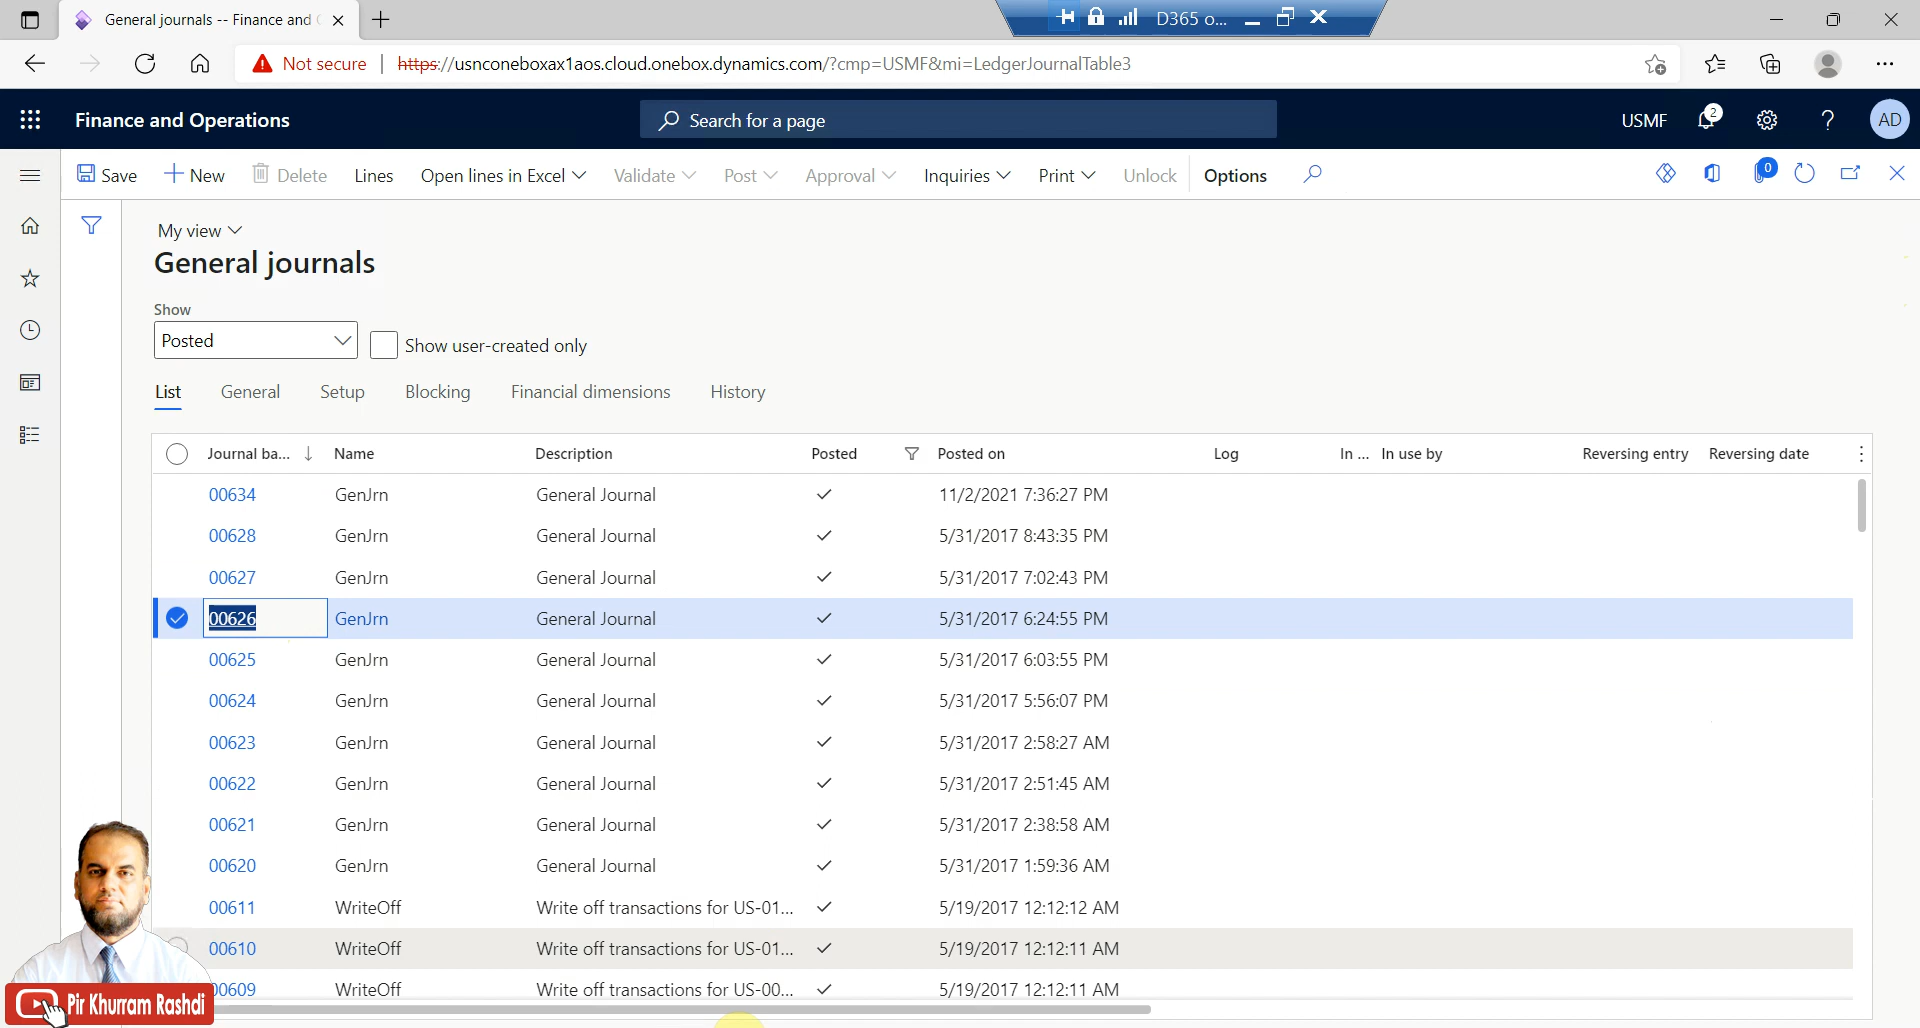 General journals -- Finance and
D365 o...
Not secure
https://usnconeboxax1aos.cloud.onebox.dynamics.com/?cmp=USMF&mi=LedgerJournalTable3
Finance and Operations
Search for a page
USMF
2
?
AD
Save
New
Delete
Lines
Open lines in Excel
Validate
Post
Approval
Inquiries
Print
Unlock
Options
0
My view
General journals
Show
Posted
Show user-created only
List General Setup Blocking Financial dimensions History
Journal ba... Name Description Posted Posted on Log In ... In use by Reversing entry Reversing date
00634 GenJrn General Journal 11/2/2021 7:36:27 PM
00628 GenJrn General Journal 5/31/2017 8:43:35 PM
00627 GenJrn General Journal 5/31/2017 7:02:43 PM
00626 GenJrn General Journal 5/31/2017 6:24:55 PM
00625 GenJrn General Journal 5/31/2017 6:03:55 PM
00624 GenJrn General Journal 5/31/2017 5:56:07 PM
00623 GenJrn General Journal 5/31/2017 2:58:27 AM
00622 GenJrn General Journal 5/31/2017 2:51:45 AM
00621 GenJrn General Journal 5/31/2017 2:38:58 AM
00620 GenJrn General Journal 5/31/2017 1:59:36 AM
00611 WriteOff Write off transactions for US-01... 5/19/2017 12:12:12 AM
00610 WriteOff Write off transactions for US-01... 5/19/2017 12:12:11 AM
00609 WriteOff Write off transactions for US-00... 5/19/2017 12:12:11 AM
Pir Khurram Rashdi